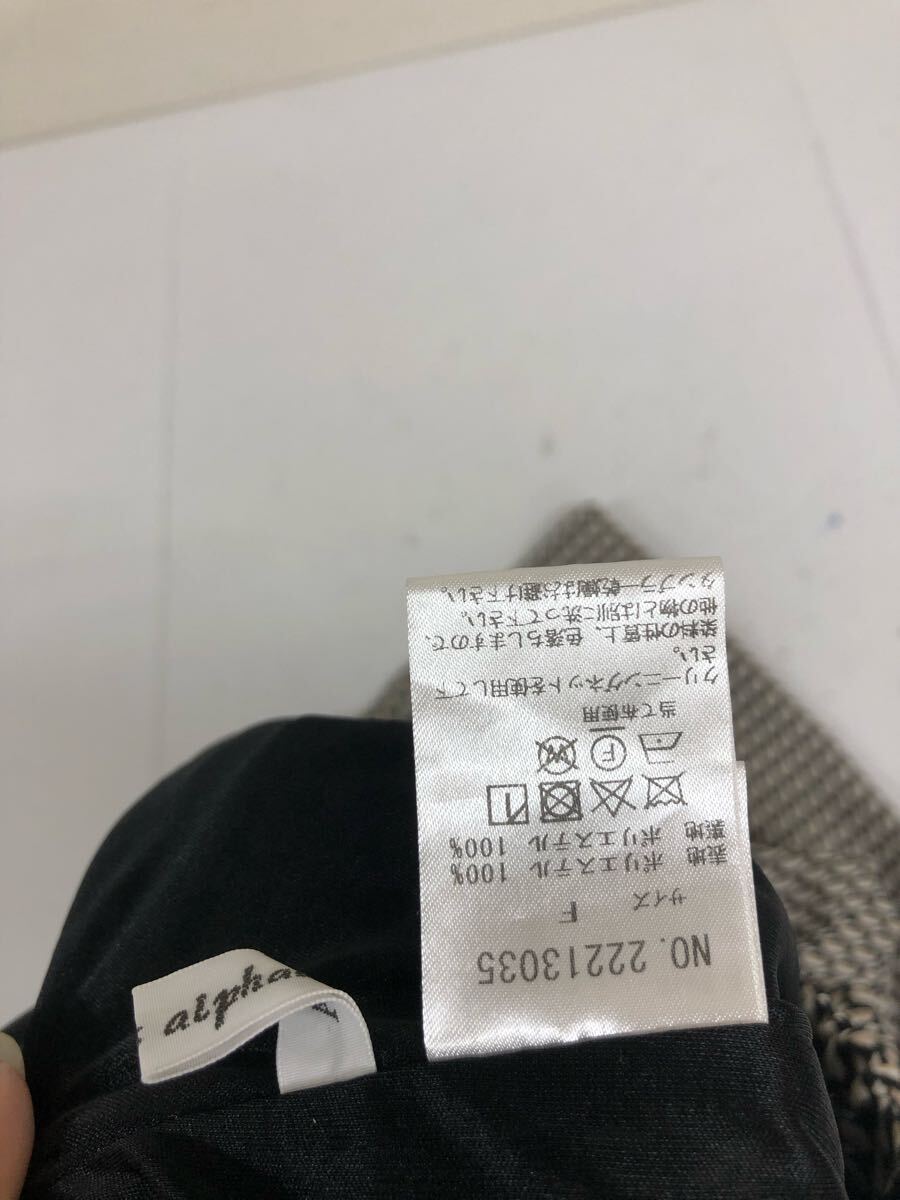 NO. 22213035
サイズ F
表地 ポリエステル 100%
裏地 ポリエステル 100%
F
W
当て布使用
クリーニングネットを使用して下
さい。
染料の性質上、色落ちしますので、
他の物とは別に洗って下さい。
タンブラー乾燥はお避け下さい。